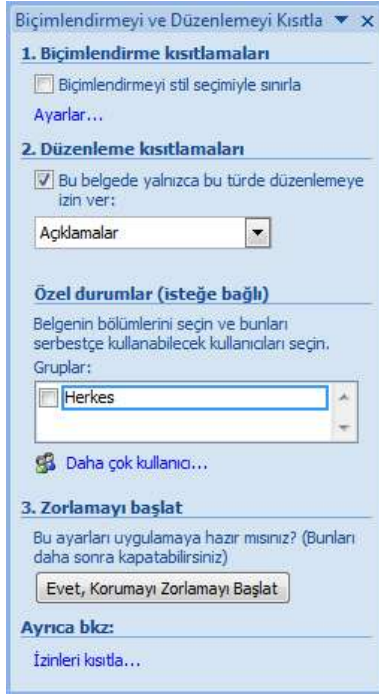 Biçimlendirmeyi ve Düzenlemeyi Kısıtla
1. Biçimlendirme kısıtlamaları
Biçimlendirmeyi stil seçimiyle sınırla
Ayarlar...
2. Düzenleme kısıtlamaları
Bu belgede yalnızca bu türde düzenlemeye
izin ver:
Açıklamalar
Özel durumlar (isteğe bağlı)
Belgenin bölümlerini seçin ve bunları
serbestçe kullanabilecek kullanıcıları seçin.
Gruplar:
Herkes
Daha çok kullanıcı...
3. Zorlamayı başlat
Bu ayarları uygulamaya hazır mısınız? (Bunları
daha sonra kapatabilirsiniz)
Evet, Korumayı Zorlamayı Başlat
Ayrıca bkz:
İzinleri kısıtla...